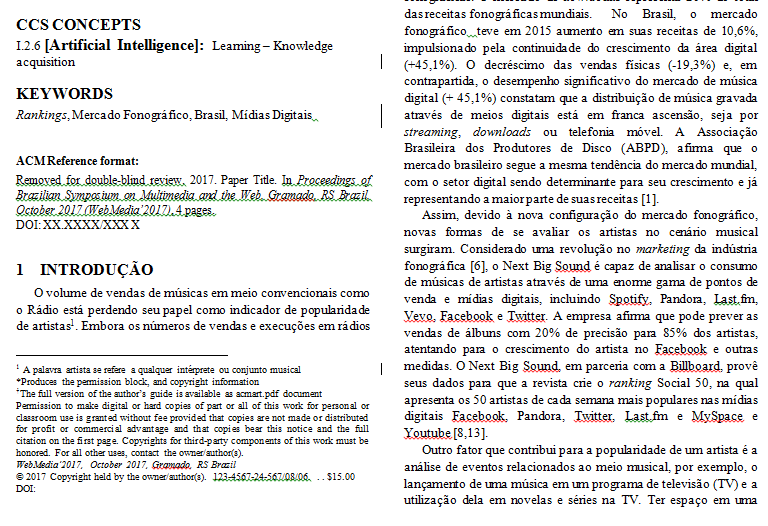 CCS CONCEPTS
I.2.6 [Artificial Intelligence]: Learning – Knowledge
acquisition
KEYWORDS
Rankings, Mercado Fonográfico, Brasil, Mídias Digitais
ACM Reference format:
Removed for double-blind review, 2017. Paper Title. In Proceedings of
Brazilian Symposium on Multimedia and the Web, Gramado, RS Brazil,
October 2017 (WebMedia'2017), 4 pages.
DOI: XX.XXXX/XXX X
1 INTRODUÇÃO
O volume de vendas de músicas em meio convencionais como
o Rádio está perdendo seu papel como indicador de popularidade
de artistas¹. Embora os números de vendas e execuções em rádios
¹ A palavra artista se refere a qualquer intérprete ou conjunto musical
*Produces the permission block, and copyright information
†The full version of the author's guide is available as acmart.pdf document
Permission to make digital or hard copies of part or all of this work for personal or
classroom use is granted without fee provided that copies are not made or distributed
for profit or commercial advantage and that copies bear this notice and the full
citation on the first page. Copyrights for third-party components of this work must be
honored. For all other uses, contact the owner/author(s).
WebMedia'2017, October 2017, Gramado, RS Brazil
© 2017 Copyright held by the owner/author(s). 123-4567-24-567/08/06. . . $15.00
DOI:
das receitas fonográficas mundiais. No Brasil, o mercado
fonográfico teve em 2015 aumento em suas receitas de 10,6%,
impulsionado pela continuidade do crescimento da área digital
(+45,1%). O decréscimo das vendas físicas (-19,3%) e, em
contrapartida, o desempenho significativo do mercado de música
digital (+ 45,1%) constatam que a distribuição de música gravada
através de meios digitais está em franca ascensão, seja por
streaming, downloads ou telefonia móvel. A Associação
Brasileira dos Produtores de Disco (ABPD), afirma que o
mercado brasileiro segue a mesma tendência do mercado mundial,
com o setor digital sendo determinante para seu crescimento e já
representando a maior parte de suas receitas [1].
Assim, devido à nova configuração do mercado fonográfico,
novas formas de se avaliar os artistas no cenário musical
surgiram. Considerado uma revolução no marketing da indústria
fonográfica [6], o Next Big Sound é capaz de analisar o consumo
de músicas de artistas através de uma enorme gama de pontos de
venda e mídias digitais, incluindo Spotify, Pandora, Last.fm,
Vevo, Facebook e Twitter. A empresa afirma que pode prever as
vendas de álbuns com 20% de precisão para 85% dos artistas,
atentando para o crescimento do artista no Facebook e outras
medidas. O Next Big Sound, em parceria com a Billboard, provê
seus dados para que a revista crie o ranking Social 50, na qual
apresenta os 50 artistas de cada semana mais populares nas mídias
digitais Facebook, Pandora, Twitter, Last.fm e MySpace e
Youtube [8,13].
Outro fator que contribui para a popularidade de um artista é a
análise de eventos relacionados ao meio musical, por exemplo, o
lançamento de uma música em um programa de televisão (TV) e a
utilização dela em novelas e séries na TV. Ter espaço em uma